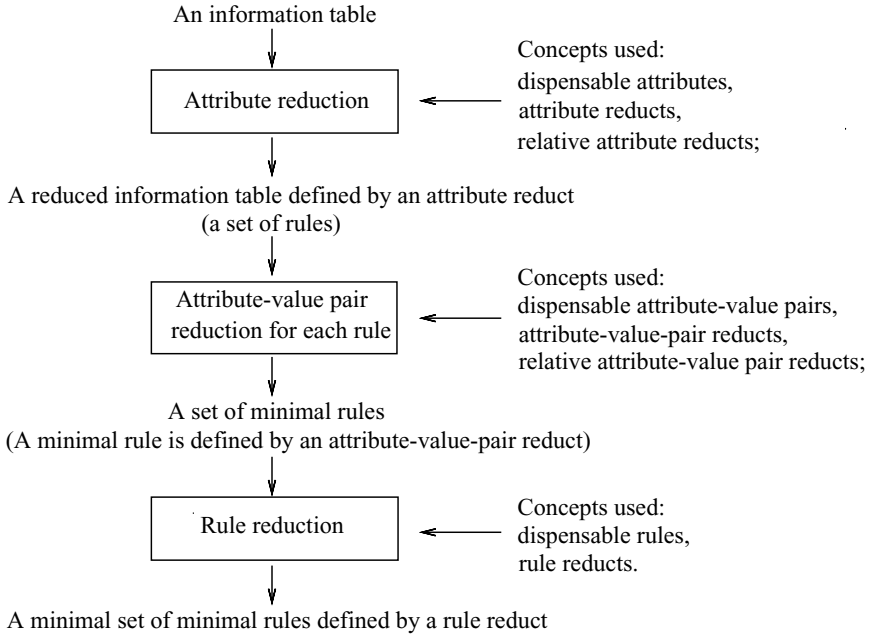 An information table
Concepts used:
dispensable attributes,
attribute reducts,
relative attribute reducts;
Attribute reduction
A reduced information table defined by an attribute reduct
(a set of rules)
Concepts used:
dispensable attribute-value pairs,
attribute-value-pair reducts,
relative attribute-value pair reducts;
Attribute-value pair
reduction for each rule
A set of minimal rules
(A minimal rule is defined by an attribute-value-pair reduct)
Concepts used:
dispensable rules,
rule reducts.
Rule reduction
A minimal set of minimal rules defined by a rule reduct